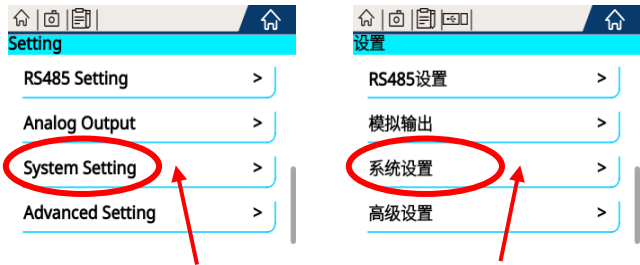 Setting
RS485 Setting >
Analog Output >
System Setting >
Advanced Setting >
设置
RS485设置 >
模拟输出 >
系统设置 >
高级设置 >